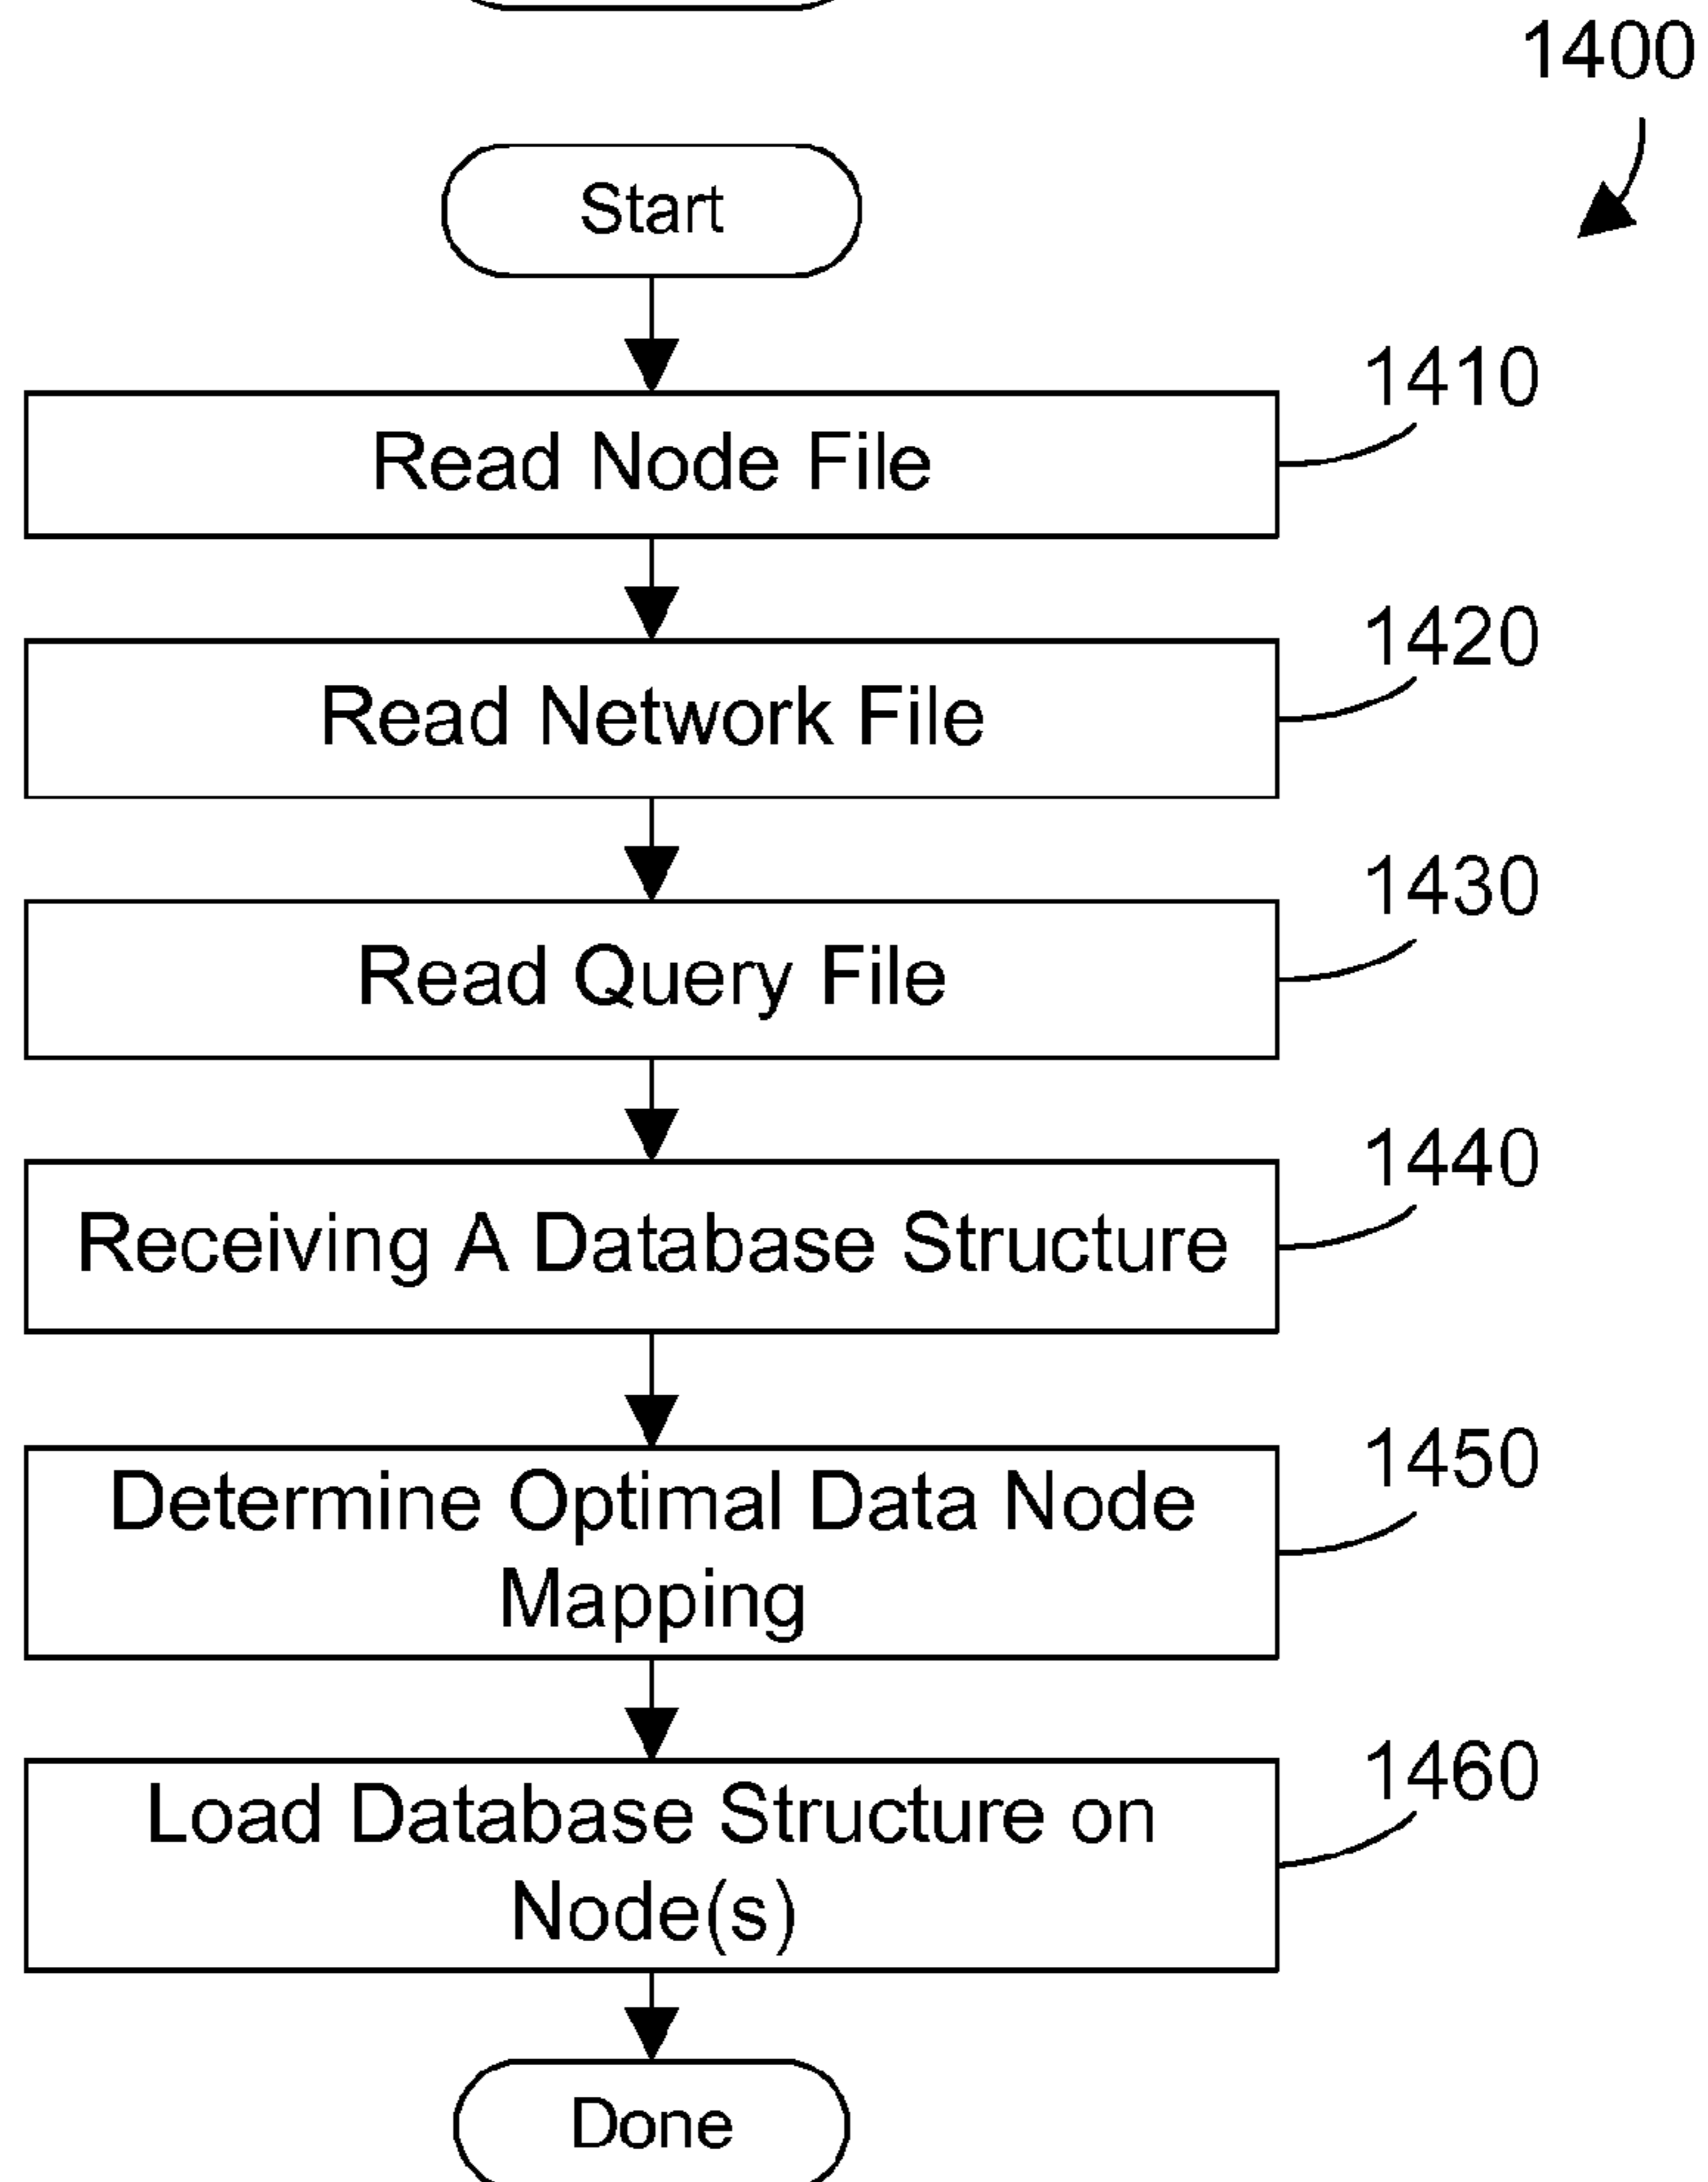 1400
Start
1410
Read Node File
1420
Read Network File
1430
Read Query File
1440
Receiving A Database Structure
1450
Determine Optimal Data Node
Mapping
1460
Load Database Structure on
Node(s)
Done